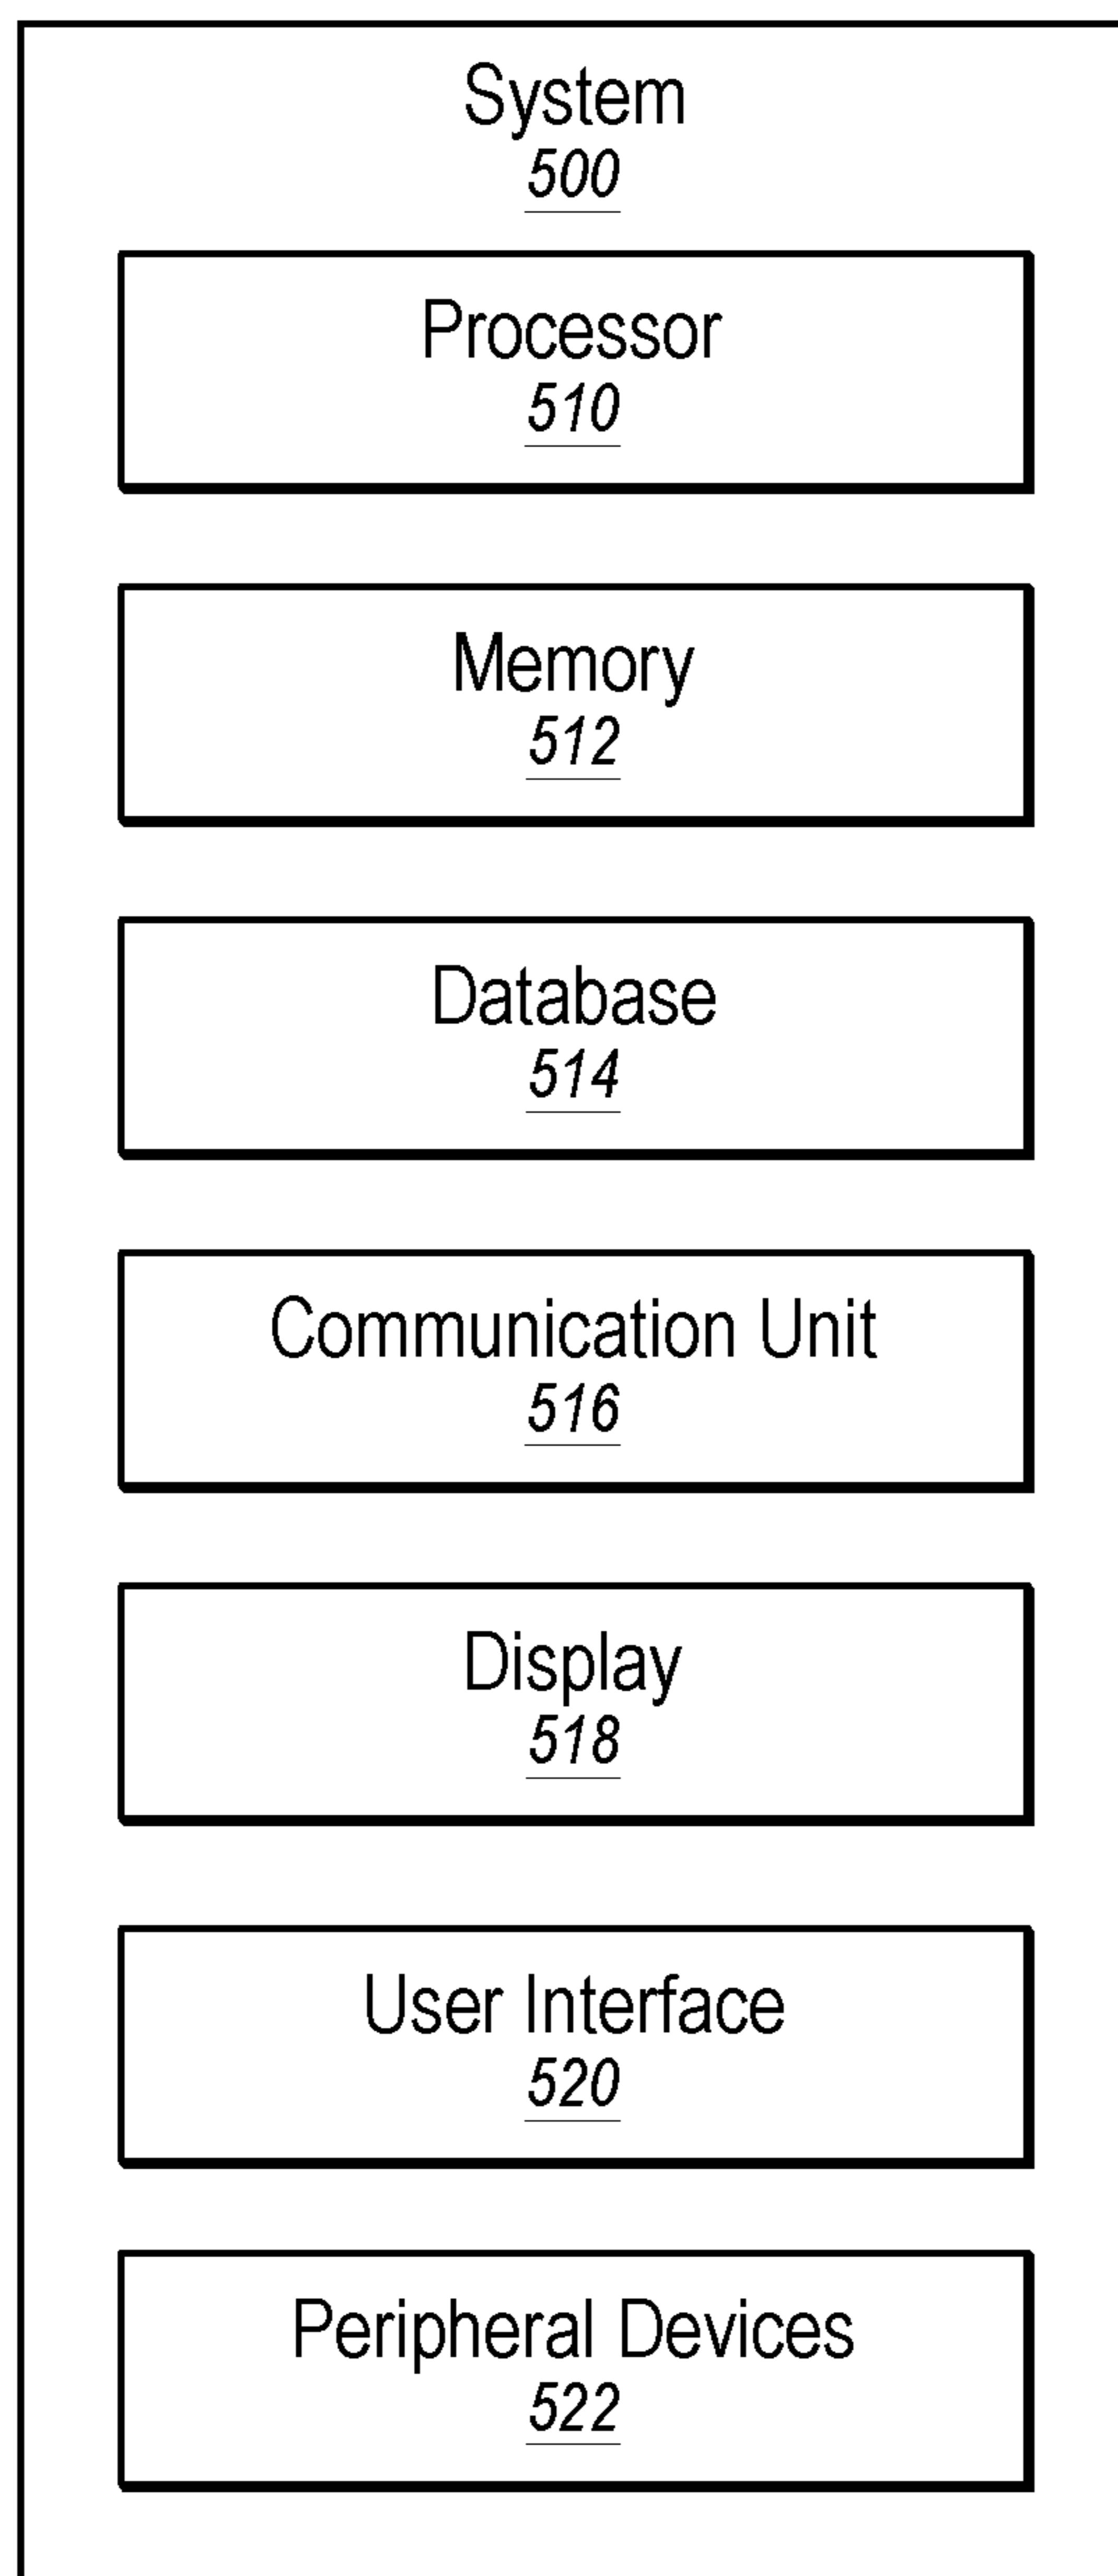 System
500
Processor
510
Memory
512
Database
514
Communication Unit
516
Display
518
User Interface
520
Peripheral Devices
522